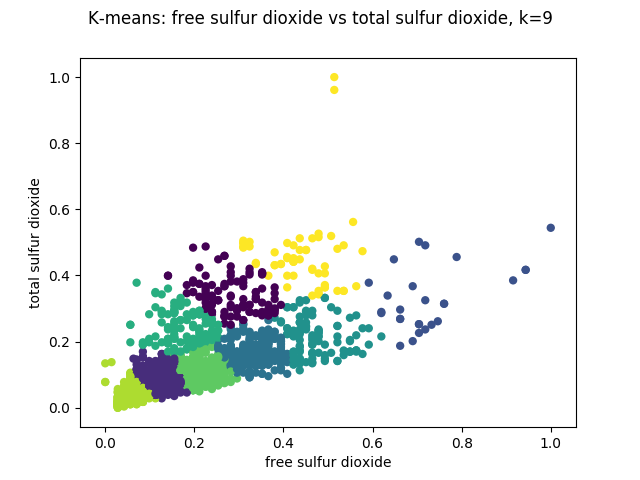 K-means: free sulfur dioxide vs total sulfur dioxide, k=9
1.0
0.8
0.6
0.4
0.2
0.0
total sulfur dioxide
0.0 0.2 0.4 0.6 0.8 1.0
free sulfur dioxide